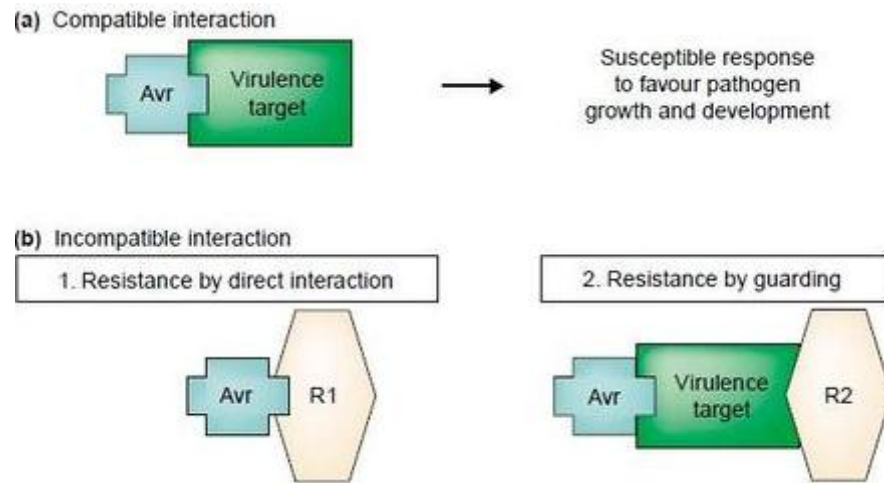 (a) Compatible interaction
Avr
Virulence
target
Susceptible response
to favour pathogen
growth and development
(b) Incompatible interaction
1. Resistance by direct interaction
2. Resistance by guarding
Avr
R1
Avr
Virulence
target
R2